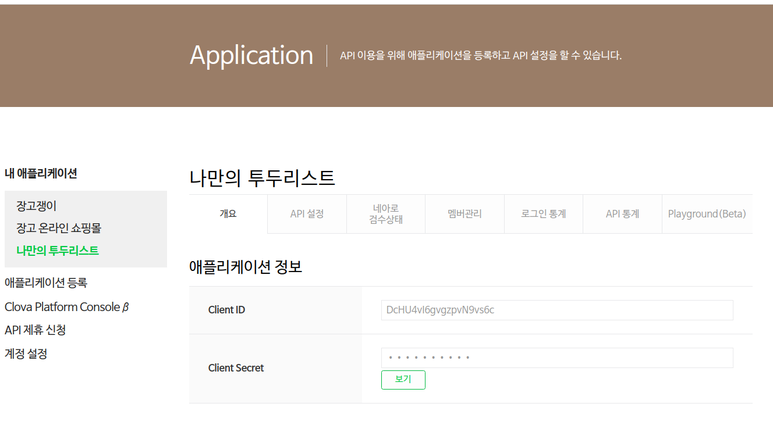 Application
API 이용을 위해 애플리케이션을 등록하고 API 설정을 할 수 있습니다.
내 애플리케이션
장고쟁이
장고 온라인 쇼핑몰
나만의 투두리스트
애플리케이션 등록
Clova Platform Console β
API 제휴 신청
계정 설정
나만의 투두리스트
개요
API 설정
네아로
검수상태
멤버관리
로그인 통계
API 통계
Playground(Beta)
애플리케이션 정보
Client ID
DcHU4vI6gvgzpvN9vs6c
Client Secret
••••••••••
보기